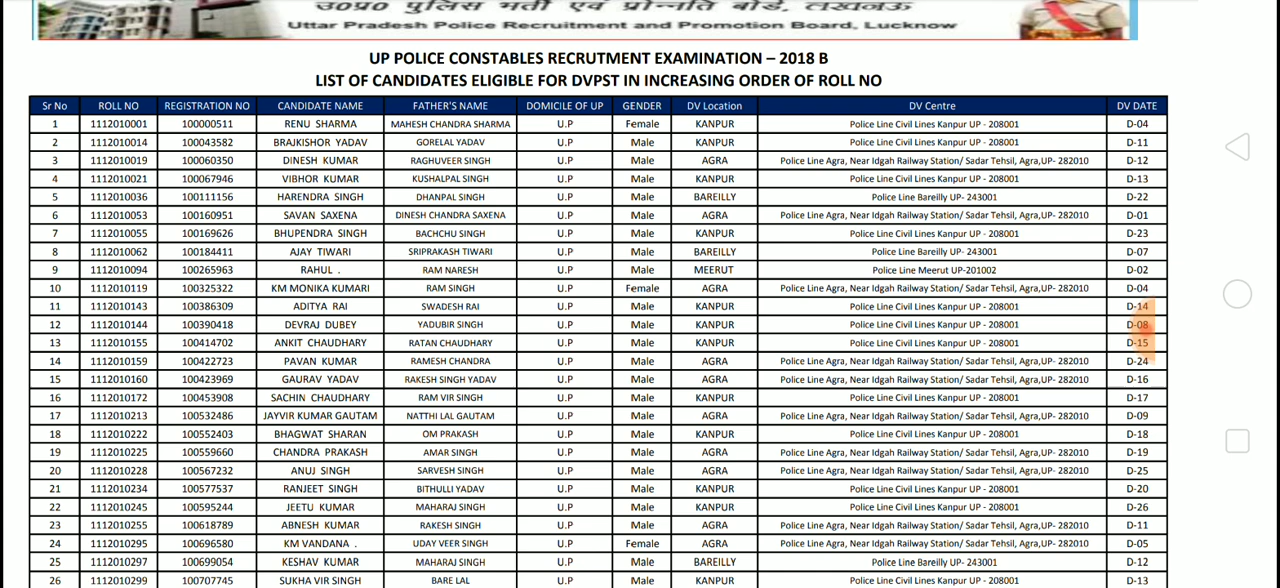 उ०प्र० पुलिस भर्ती एवं प्रोन्नति बोर्ड, लखनऊ
Uttar Pradesh Police Recruitment and Promotion Board, Lucknow
UP POLICE CONSTABLES RECRUTMENT EXAMINATION – 2018 B
LIST OF CANDIDATES ELIGIBLE FOR DVPST IN INCREASING ORDER OF ROLL NO
Sr No ROLL NO REGISTRATION NO CANDIDATE NAME FATHER'S NAME DOMICILE OF UP GENDER DV Location DV Centre DV DATE
1 1112010001 100000511 RENU SHARMA MAHESH CHANDRA SHARMA U.P Female KANPUR Police Line Civil Lines Kanpur UP - 208001 D-04
2 1112010014 100043582 BRAJKISHOR YADAV GORELAL YADAV U.P Male KANPUR Police Line Civil Lines Kanpur UP - 208001 D-11
3 1112010019 100060350 DINESH KUMAR RAGHUVEER SINGH U.P Male AGRA Police Line Agra, Near Idgah Railway Station/ Sadar Tehsil, Agra,UP- 282010 D-12
4 1112010021 100067946 VIBHOR KUMAR KUSHALPAL SINGH U.P Male KANPUR Police Line Civil Lines Kanpur UP - 208001 D-13
5 1112010036 100111156 HARENDRA SINGH DHANPAL SINGH U.P Male BAREILLY Police Line Bareilly UP- 243001 D-22
6 1112010053 100160951 SAVAN SAXENA DINESH CHANDRA SAXENA U.P Male AGRA Police Line Agra, Near Idgah Railway Station/ Sadar Tehsil, Agra,UP- 282010 D-01
7 1112010055 100169626 BHUPENDRA SINGH BACHCHU SINGH U.P Male KANPUR Police Line Civil Lines Kanpur UP - 208001 D-23
8 1112010062 100184411 AJAY TIWARI SRIPRAKASH TIWARI U.P Male BAREILLY Police Line Bareilly UP- 243001 D-07
9 1112010094 100265963 RAHUL . RAM NARESH U.P Male MEERUT Police Line Meerut UP-201002 D-02
10 1112010119 100325322 KM MONIKA KUMARI RAM SINGH U.P Female AGRA Police Line Agra, Near Idgah Railway Station/ Sadar Tehsil, Agra,UP- 282010 D-04
11 1112010143 100386309 ADITYA RAI SWADESH RAI U.P Male KANPUR Police Line Civil Lines Kanpur UP - 208001 D-14
12 1112010144 100390418 DEVRAJ DUBEY YADUBIR SINGH U.P Male KANPUR Police Line Civil Lines Kanpur UP - 208001 D-08
13 1112010155 100414702 ANKIT CHAUDHARY RATAN CHAUDHARY U.P Male KANPUR Police Line Civil Lines Kanpur UP - 208001 D-15
14 1112010159 100422723 PAVAN KUMAR RAMESH CHANDRA U.P Male AGRA Police Line Agra, Near Idgah Railway Station/ Sadar Tehsil, Agra,UP- 282010 D-24
15 1112010160 100423969 GAURAV YADAV RAKESH SINGH YADAV U.P Male AGRA Police Line Agra, Near Idgah Railway Station/ Sadar Tehsil, Agra,UP- 282010 D-16
16 1112010172 100453908 SACHIN CHAUDHARY RAM VIR SINGH U.P Male KANPUR Police Line Civil Lines Kanpur UP - 208001 D-17
17 1112010213 100532486 JAYVIR KUMAR GAUTAM NATTHI LAL GAUTAM U.P Male AGRA Police Line Agra, Near Idgah Railway Station/ Sadar Tehsil, Agra,UP- 282010 D-09
18 1112010222 100552403 BHAGWAT SHARAN OM PRAKASH U.P Male KANPUR Police Line Civil Lines Kanpur UP - 208001 D-18
19 1112010225 100559660 CHANDRA PRAKASH AMAR SINGH U.P Male AGRA Police Line Agra, Near Idgah Railway Station/ Sadar Tehsil, Agra,UP- 282010 D-19
20 1112010228 100567232 ANUJ SINGH SARVESH SINGH U.P Male AGRA Police Line Agra, Near Idgah Railway Station/ Sadar Tehsil, Agra,UP- 282010 D-25
21 1112010234 100577537 RANJEET SINGH BITHULLI YADAV U.P Male KANPUR Police Line Civil Lines Kanpur UP - 208001 D-20
22 1112010245 100595244 JEETU KUMAR MAHARAJ SINGH U.P Male KANPUR Police Line Civil Lines Kanpur UP - 208001 D-26
23 1112010255 100618789 ABNESH KUMAR RAKESH SINGH U.P Male AGRA Police Line Agra, Near Idgah Railway Station/ Sadar Tehsil, Agra,UP- 282010 D-11
24 1112010295 100696580 KM VANDANA . UDAY VEER SINGH U.P Female AGRA Police Line Agra, Near Idgah Railway Station/ Sadar Tehsil, Agra,UP- 282010 D-05
25 1112010297 100699054 KESHAV KUMAR MAHARAJ SINGH U.P Male BAREILLY Police Line Bareilly UP- 243001 D-12
26 1112010299 100707745 SUKHA VIR SINGH BARE LAL U.P Male KANPUR Police Line Civil Lines Kanpur UP - 208001 D-13